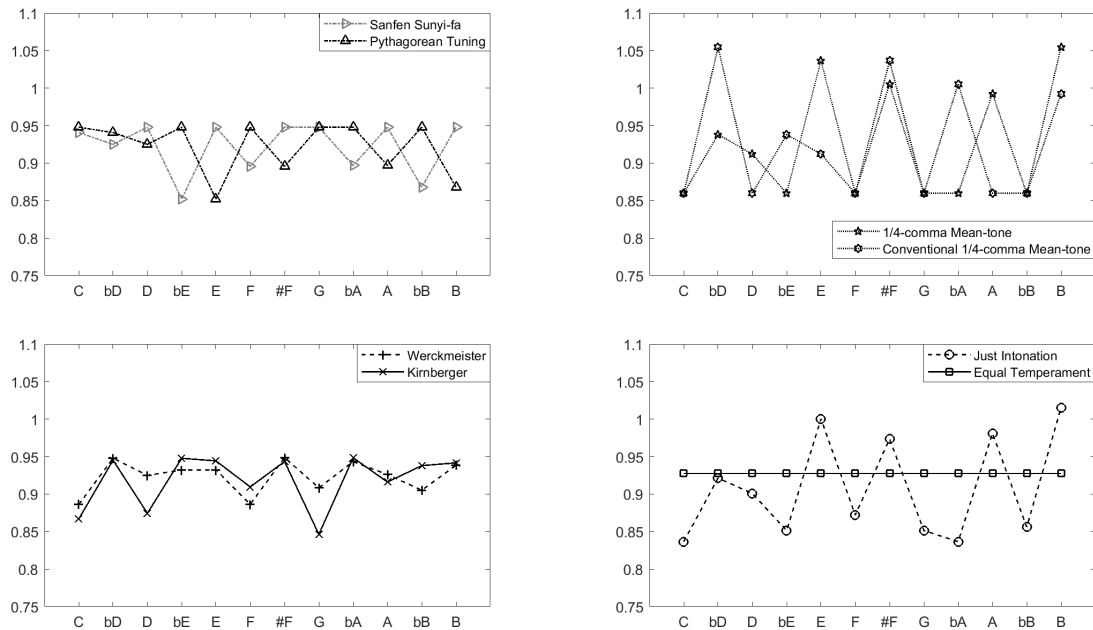 1.1
1.05
1
0.95
0.9
0.85
0.8
0.75
C bD D bE E F #F G bA A bB B
Sanfen Sunyi-fa
Pythagorean Tuning
1.1
1.05
1
0.95
0.9
0.85
0.8
0.75
C bD D bE E F #F G bA A bB B
1/4-comma Mean-tone
Conventional 1/4-comma Mean-tone
1.1
1.05
1
0.95
0.9
0.85
0.8
0.75
C bD D bE E F #F G bA A bB B
Werckmeister
Kirnberger
1.1
1.05
1
0.95
0.9
0.85
0.8
0.75
C bD D bE E F #F G bA A bB B
Just Intonation
Equal Temperament